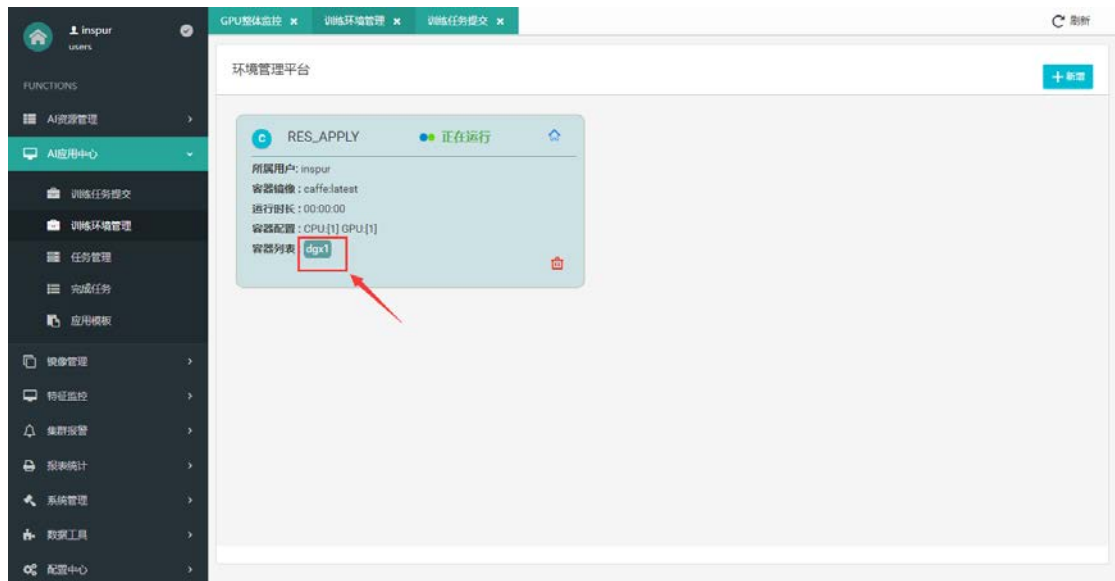 inspur
users
FUNCTIONS
AI资源管理
AI应用中心
训练任务提交
训练环境管理
任务管理
完成任务
应用模板
镜像管理
特征监控
集群报警
报表统计
系统管理
数据工具
配置中心
GPU整体监控 × 训练环境管理 × 训练任务提交 ×
刷新
环境管理平台
+ 新增
C RES_APPLY 正在运行
所属用户: inspur
容器镜像 : caffe:latest
运行时长 : 00:00:00
容器配置 : CPU:[1] GPU:[1]
容器列表 : dgx1